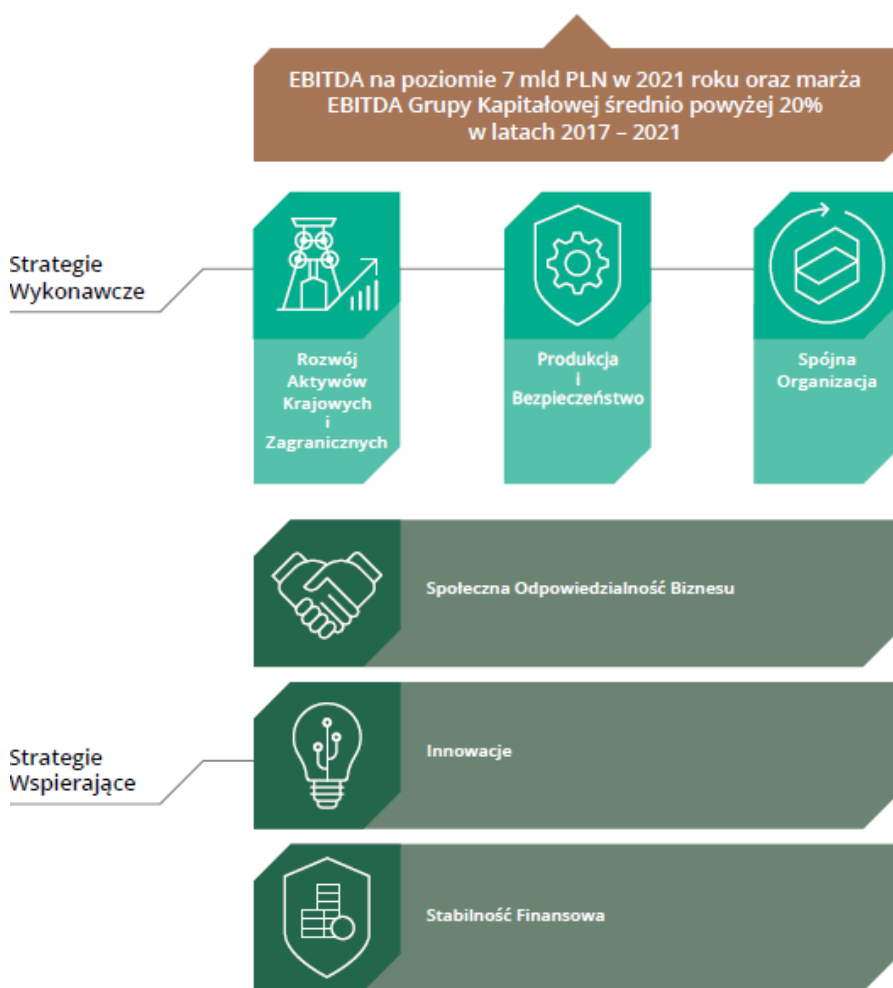 EBITDA na poziomie 7 mld PLN w 2021 roku oraz marża
EBITDA Grupy Kapitałowej średnio powyżej 20%
w latach 2017 – 2021
Strategie
Wykonawcze
Rozwój
Aktywów
Krajowych
i
Zagranicznych
Produkcja
i
Bezpieczeństwo
Spójna
Organizacja
Społeczna Odpowiedzialność Biznesu
Strategie
Wspierające
Innowacje
Stabilność Finansowa